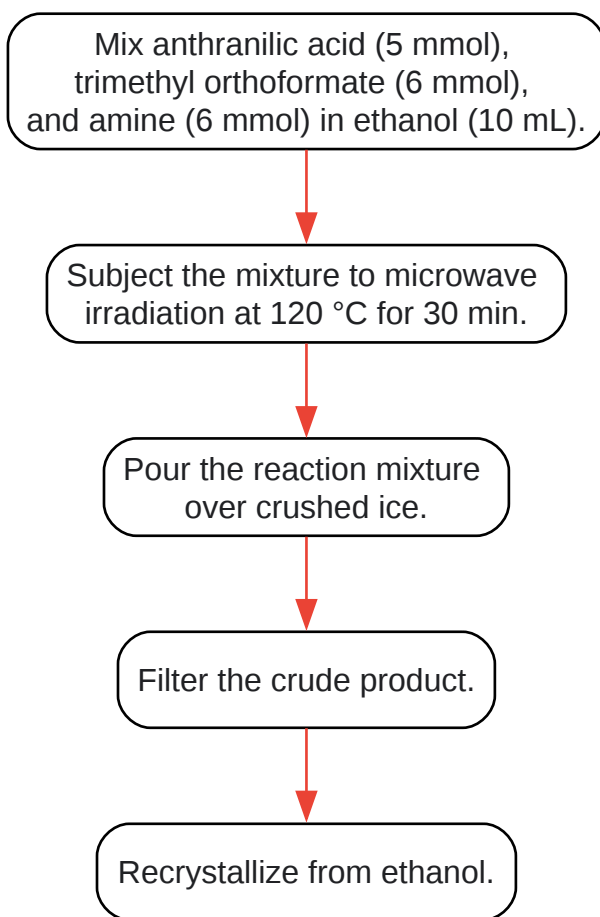 Mix anthranilic acid (5 mmol),
trimethyl orthoformate (6 mmol),
and amine (6 mmol) in ethanol (10 mL).
Subject the mixture to microwave
irradiation at 120 °C for 30 min.
Pour the reaction mixture
over crushed ice.
Filter the crude product.
Recrystallize from ethanol.